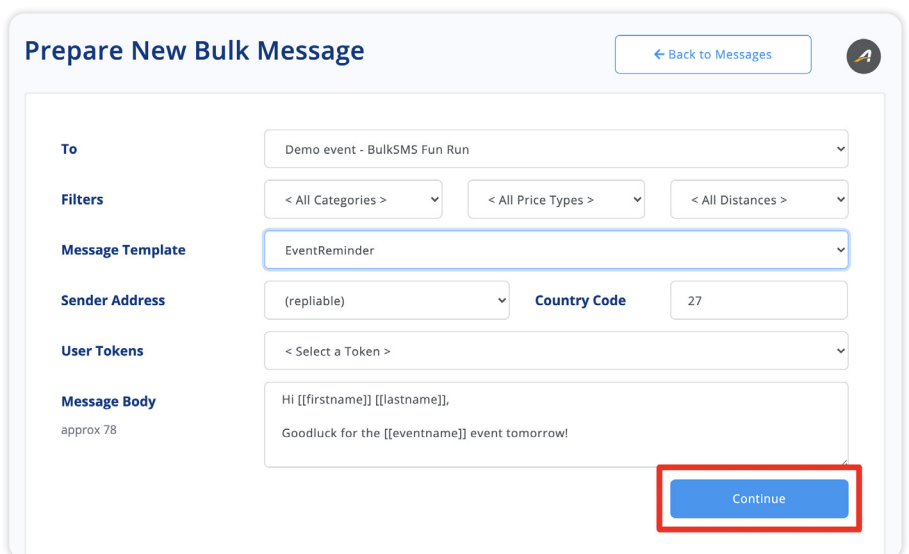 Prepare New Bulk Message
← Back to Messages
To
Demo event - BulkSMS Fun Run
Filters
< All Categories >
< All Price Types >
< All Distances >
Message Template
EventReminder
Sender Address
(repliable)
Country Code
27
User Tokens
< Select a Token >
Message Body
approx 78
Hi [[firstname]] [[lastname]],
Goodluck for the [[eventname]] event tomorrow!
Continue